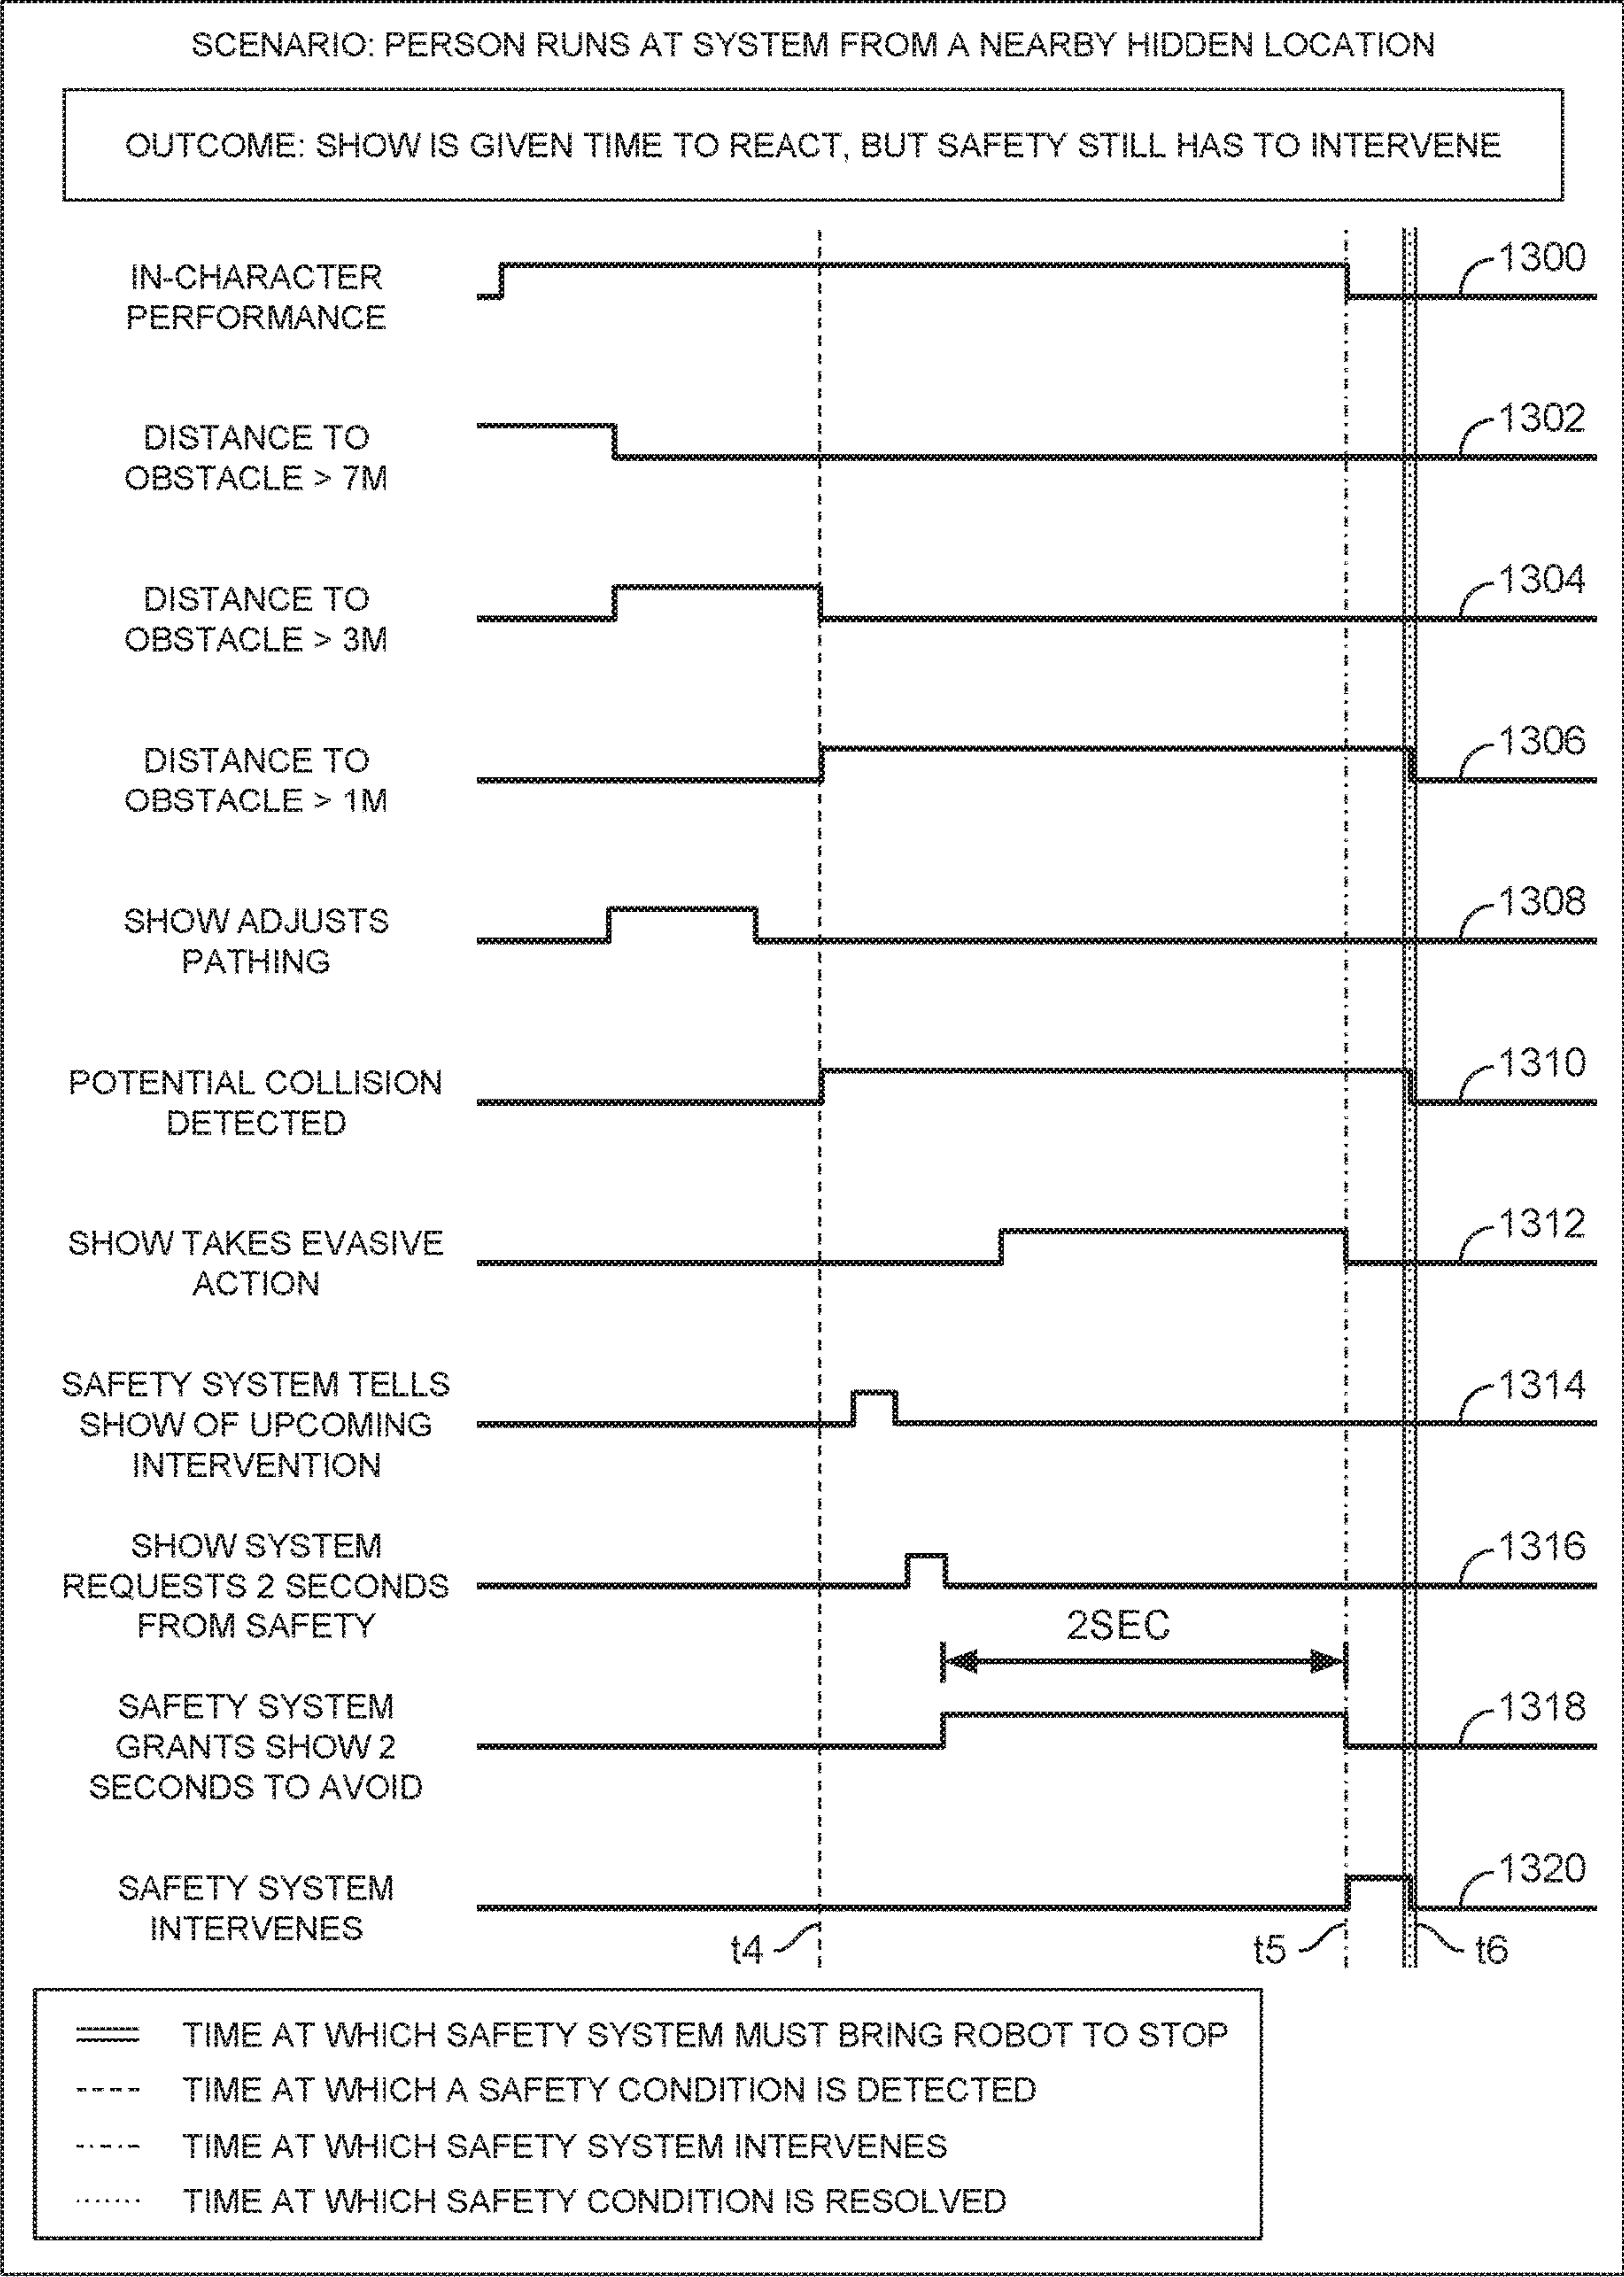 SCENARIO: PERSON RUNS AT SYSTEM FROM A NEARBY HIDDEN LOCATION
OUTCOME: SHOW IS GIVEN TIME TO REACT, BUT SAFETY STILL HAS TO INTERVENE
IN-CHARACTER
PERFORMANCE
1300
DISTANCE TO
OBSTACLE > 7M
1302
DISTANCE TO
OBSTACLE > 3M
1304
DISTANCE TO
OBSTACLE > 1M
1306
SHOW ADJUSTS
PATHING
1308
POTENTIAL COLLISION
DETECTED
1310
SHOW TAKES EVASIVE
ACTION
1312
SAFETY SYSTEM TELLS
SHOW OF UPCOMING
INTERVENTION
1314
SHOW SYSTEM
REQUESTS 2 SECONDS
FROM SAFETY
1316
2SEC
SAFETY SYSTEM
GRANTS SHOW 2
SECONDS TO AVOID
1318
SAFETY SYSTEM
INTERVENES
1320
t4
t5
t6
TIME AT WHICH SAFETY SYSTEM MUST BRING ROBOT TO STOP
TIME AT WHICH A SAFETY CONDITION IS DETECTED
TIME AT WHICH SAFETY SYSTEM INTERVENES
TIME AT WHICH SAFETY CONDITION IS RESOLVED